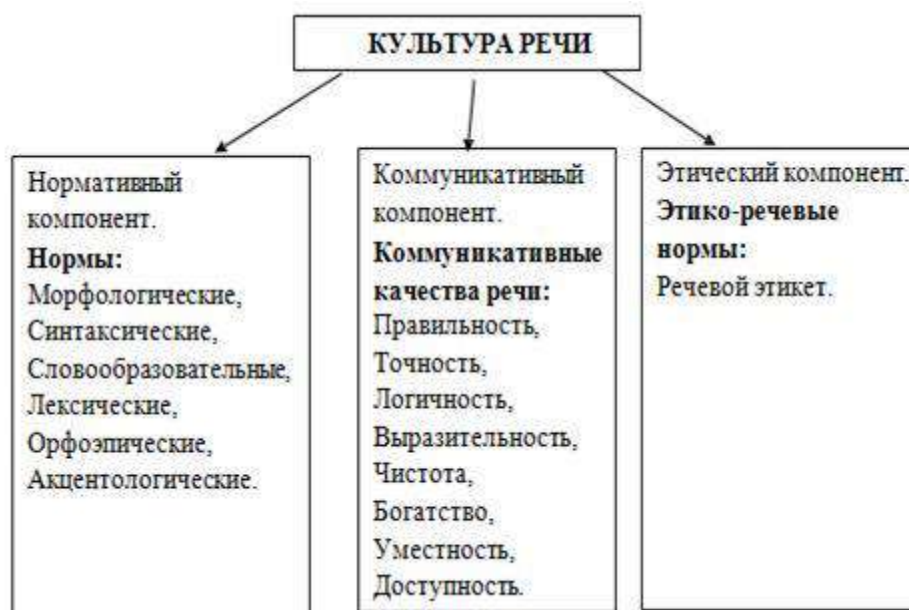 КУЛЬТУРА РЕЧИ
Нормативный
компонент.
Нормы:
Морфологические,
Синтаксические,
Словообразовательные,
Лексические,
Орфоэпические,
Акцентологические.
Коммуникативный
компонент.
Коммуникативные
качества речи:
Правильность,
Точность,
Логичность,
Выразительность,
Чистота,
Богатство,
Уместность,
Доступность.
Этический компонент.
Этико-речевые
нормы:
Речевой этикет.